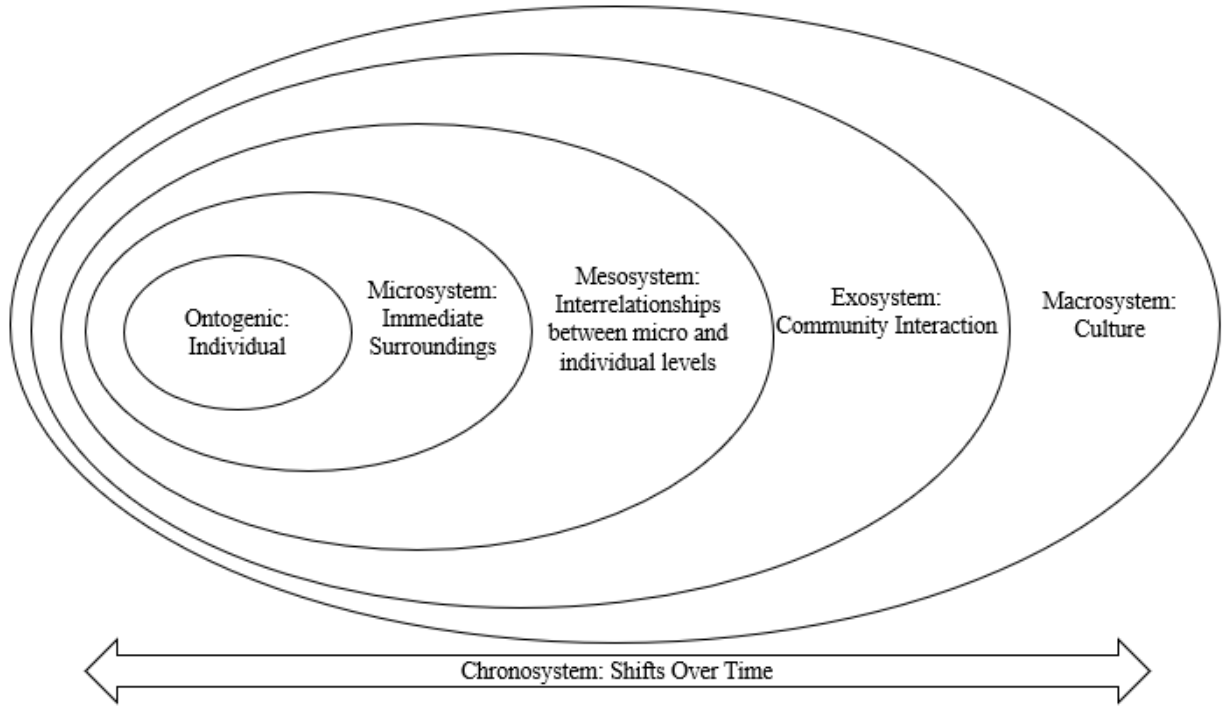 Ontogenic:
Individual
Microsystem:
Immediate
Surroundings
Mesosystem:
Interrelationships
between micro and
individual levels
Exosystem:
Community Interaction
Macrosystem:
Culture
Chronosystem: Shifts Over Time